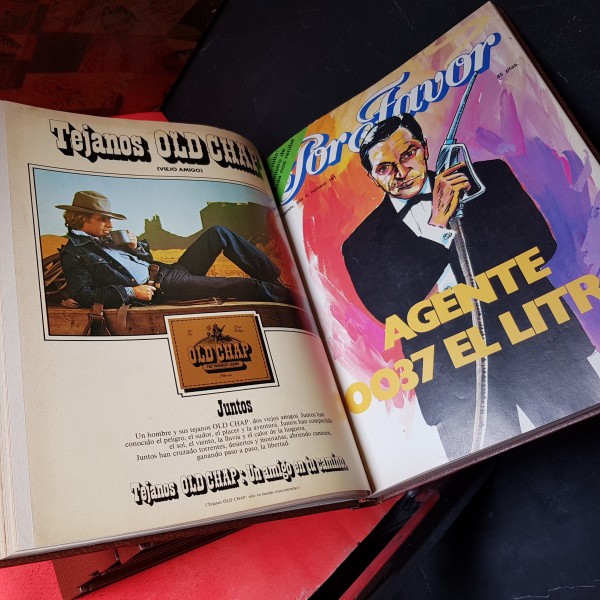 Tejanos OLD CHAP
(VIEJO AMIGO)
OLD CHAP
Juntos
Un hombre y sus tejanos OLD CHAP: dos viejos amigos. Juntos han
conocido el peligro, el sudor, el placer y la aventura. Juntos han compartido
el sol, el viento, la lluvia y el calor de la hoguera.
Juntos han cruzado torrentes, desiertos y montañas, abriendo caminos,
ganando paso a paso, la libertad.
Tejanos OLD CHAP: Un amigo en tu camino
Por Favor
ptas.
AGENTE
0037 EL LITR